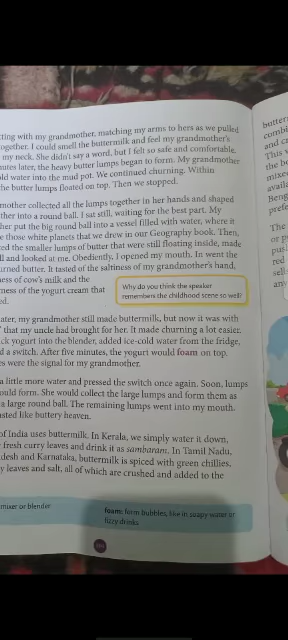 ting with my grandmother, matching my arms to hers as we pulled
ogether. I could smell the buttermilk and feel my grandmother's
my neck. She didn't say a word, but I felt so safe and comfortable.
nutes later, the heavy butter lumps began to form. My grandmother
ld water into the mud pot. We continued churning. Within
he butter lumps floated on top. Then we stopped.
mother collected all the lumps together in her hands and shaped
ther into a round ball. I sat still, waiting for the best part. My
her put the big round ball into a vessel filled with water, where it
e those white planets that we drew in our Geography book. Then,
red the smaller lumps of butter that were still floating inside, made
ll and looked at me. Obediently, I opened my mouth. In went the
urned butter. It tasted of the saltiness of my grandmother's hand,
ness of cow's milk and the
rness of the yogurt cream that
ed.
Why do you think the speaker
remembers the childhood scene so well?
ater, my grandmother still made buttermilk, but now it was with
that my uncle had brought for her. It made churning a lot easier.
ck yogurt into the blender, added ice-cold water from the fridge,
d a switch. After five minutes, the yogurt would foam on top.
es were the signal for my grandmother.
a little more water and pressed the switch once again. Soon, lumps
ould form. She would collect the large lumps and form them as
a large round ball. The remaining lumps went into my mouth.
asted like buttery heaven.
of India uses buttermilk. In Kerala, we simply water it down,
fresh curry leaves and drink it as sambaram. In Tamil Nadu,
desh and Karnataka, buttermilk is spiced with green chillies,
y leaves and salt, all of which are crushed and added to the
mixer or blender
foam: form bubbles, like in soapy water or
fizzy drinks
butter
combi
and c
This
the b
mixe
availa
Beng
prefe
The
or p
pus
red
sell
any